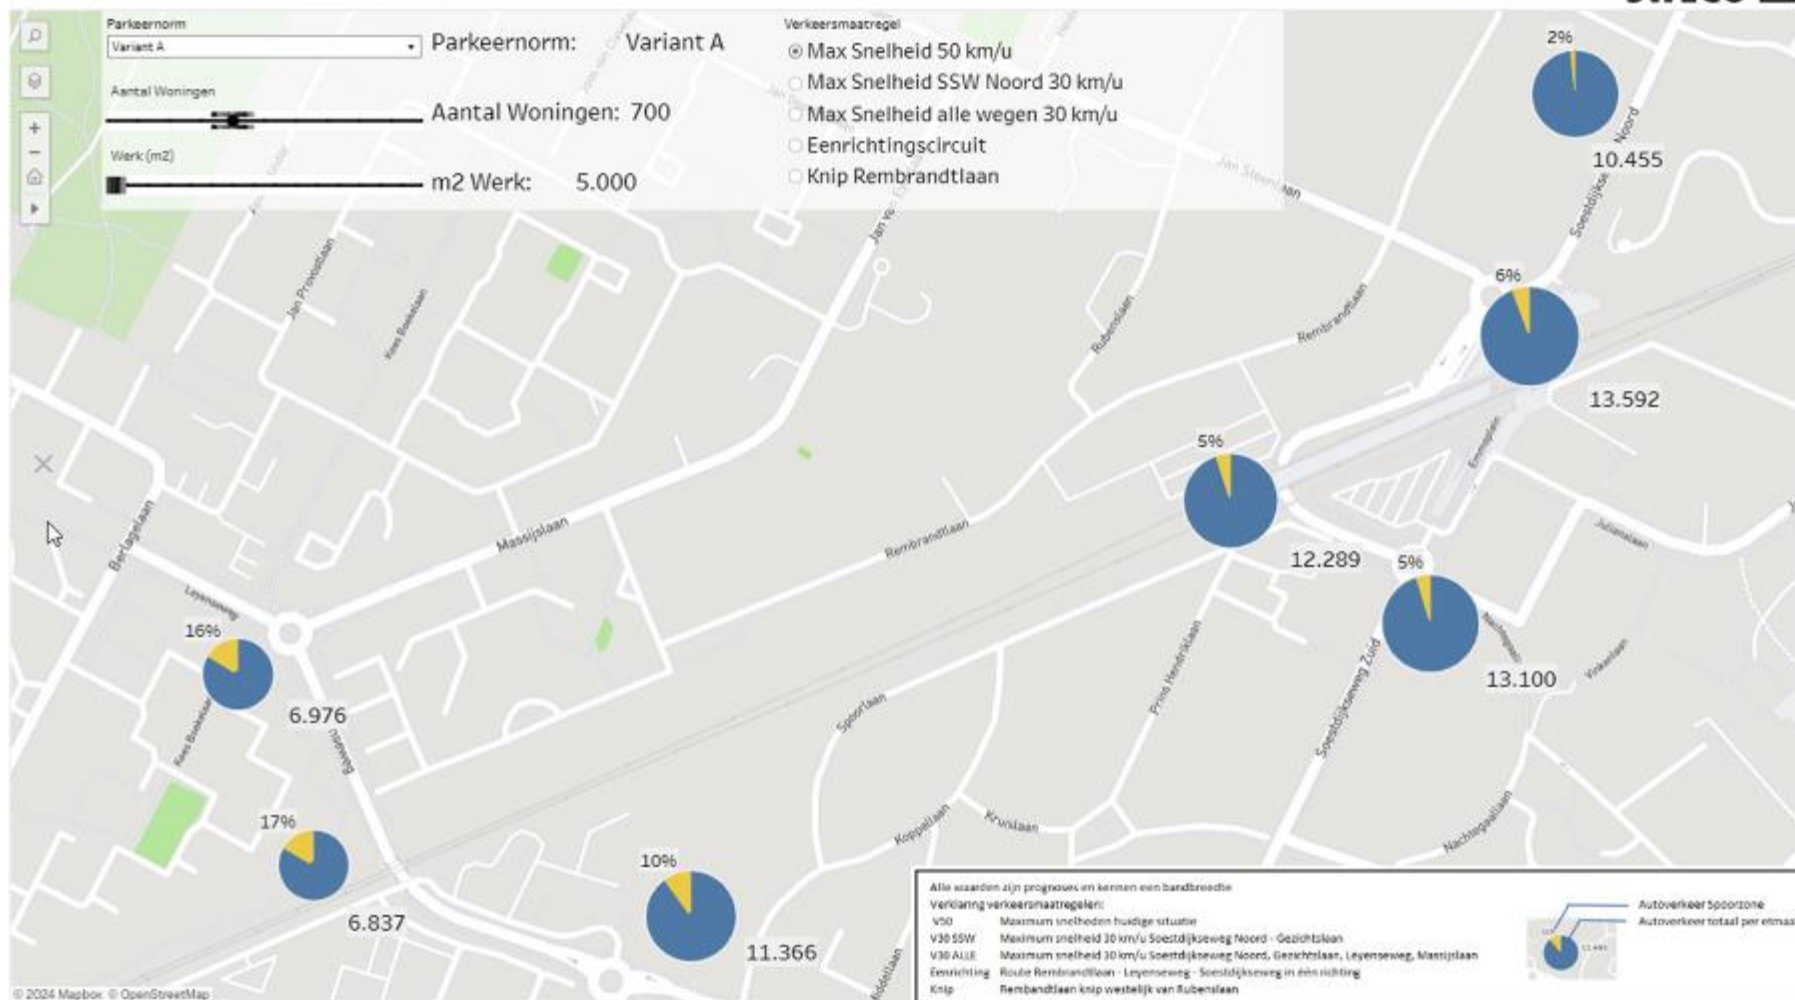 Parkeernorm
Variant A
Parkeernorm: Variant A
Aantal Woningen
Aantal Woningen: 700
Werk (m2)
m2 Werk: 5.000
Verkeersmaatregel
Max Snelheid 50 km/u
Max Snelheid SSW Noord 30 km/u
Max Snelheid alle wegen 30 km/u
Eenrichtingscircuit
Knip Rembrandtlaan
2%
10.455
Soestdijkse
Noord
Jan Steenlaan
Jan Provostlaan
Kees Boekelaan
Jan van
Rubenslaan
Rembrandtlaan
6%
13.592
Emmaplein
5%
12.289
5%
13.100
Julianalaan
Berlagelaan
Massijslaan
Rembrandtlaan
Leyenseweg
16%
6.976
Kees Boekelaan
Spoorlaan
Prins Hendriklaan
Soestdijkseweg Zuid
Vinkenlaan
17%
6.837
10%
11.366
Koppellaan
Kruislaan
Nachtegaallaan
Alle waarden zijn prognoses en kennen een bandbreedte
Verklaring verkeersmaatregelen:
V50 Maximum snelheden huidige situatie
V30 SSW Maximum snelheid 30 km/u Soestdijkseweg Noord - Gezichtslaan
V30 ALLE Maximum snelheid 30 km/u Soestdijkseweg Noord, Gezichtslaan, Leyenseweg, Massijslaan
Eenrichting Route Rembrandtlaan - Leyenseweg - Soestdijkseweg in één richting
Knip Rembandtlaan knip westelijk van Rubenslaan
Autoverkeer Spoorzone
Autoverkeer totaal per etmaa
© 2024 Mapbox © OpenStreetMap